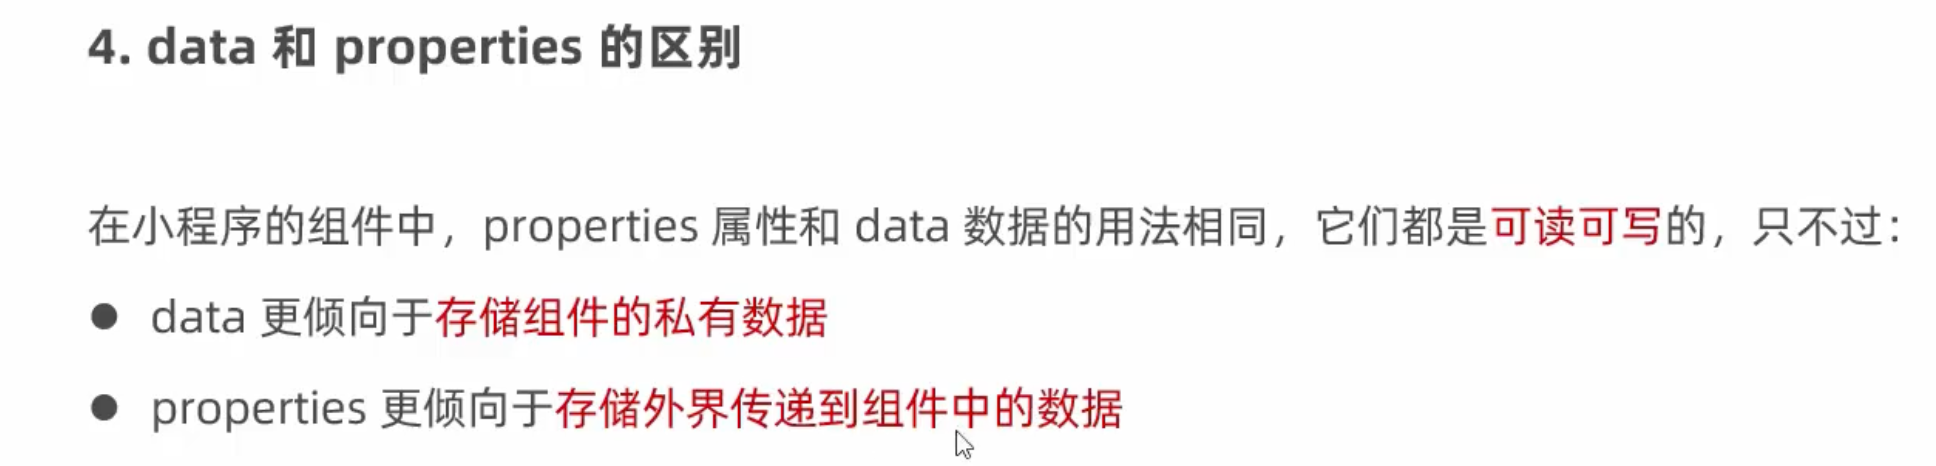 4. data 和 properties 的区别
在小程序的组件中，properties 属性和 data 数据的用法相同，它们都是可读可写的，只不过：
● data 更倾向于存储组件的私有数据
● properties 更倾向于存储外界传递到组件中的数据